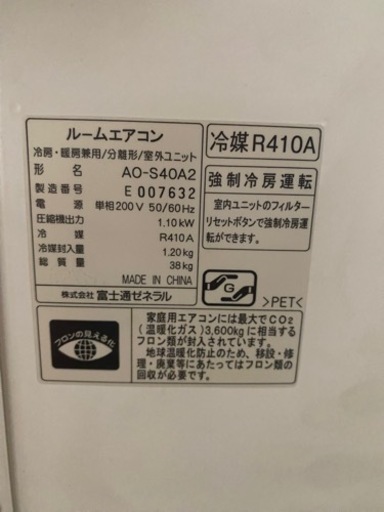 ルームエアコン
冷房・暖房兼用/分離形/室外ユニット
形名 AO-S40A2
製造番号 E 007632
電源 単相200V 50/60Hz
圧縮機出力 1.10kW
冷媒 R410A
冷媒封入量 1.20kg
総質量 38kg
MADE IN CHINA
株式会社 富士通ゼネラル
冷媒R410A
強制冷房運転
室内ユニットのフィルター
リセットボタンで強制冷房運
転ができます。
G
>PET<
フロンの見える化
家庭用エアコンには最大でCO2
(温暖化ガス)3,600kgに相当する
フロン類が封入されています。
地球温暖化防止のため、移設・修
理・廃棄等にあたってはフロン類の
回収が必要です。